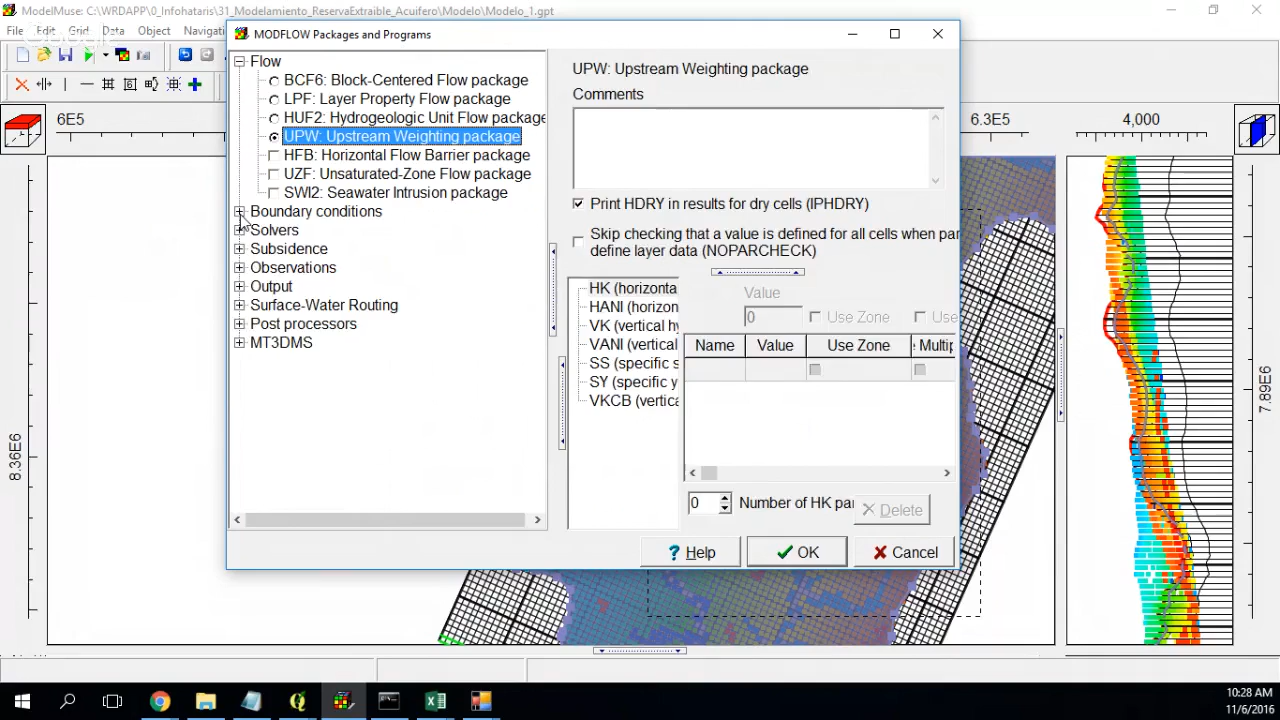 ModelMuse: C:\WRDAPP\0_Infohataris\31_Modelamiento_ReservaExtraible_Acuifero\Modelo\Modelo_1.gpt
File Edit Grid Data Object Navigati
MODFLOW Packages and Programs
6E5
6.3E5
4,000
8.36E6
7.89E6
Flow
BCF6: Block-Centered Flow package
LPF: Layer Property Flow package
HUF2: Hydrogeologic Unit Flow package
UPW: Upstream Weighting package
HFB: Horizontal Flow Barrier package
UZF: Unsaturated-Zone Flow package
SWI2: Seawater Intrusion package
Boundary conditions
Solvers
Subsidence
Observations
Output
Surface-Water Routing
Post processors
MT3DMS
UPW: Upstream Weighting package
Comments
Print HDRY in results for dry cells (IPHDRY)
Skip checking that a value is defined for all cells when par
define layer data (NOPARCHECK)
HK (horizonta
HANI (horizon
VK (vertical hy
VANI (vertical
SS (specific s
SY (specific y
VKCB (vertica
Value
0 Use Zone Use
Name Value Use Zone Multip
0 Number of HK par Delete
? Help OK Cancel
10:28 AM
11/6/2016